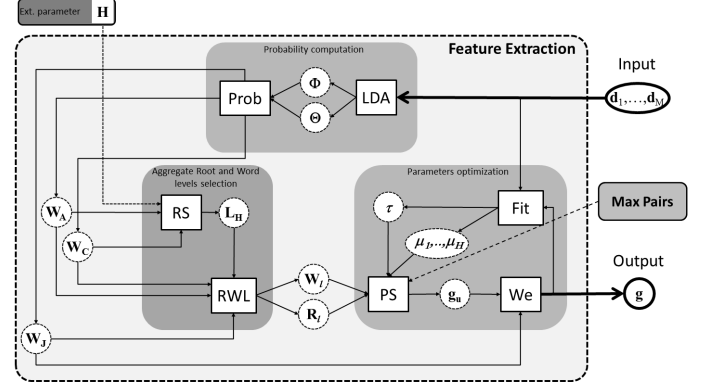 Ext. parameter H
Feature Extraction
Probability computation
Input
Prob
Φ
Θ
LDA
d1,…,dM
Aggregate Root and Word
levels selection
Parameters optimization
RS
LH
τ
Fit
Max Pairs
WA
WC
μ1,..,μH
Output
RWL
Wl
Rl
PS
gu
We
g
WJ